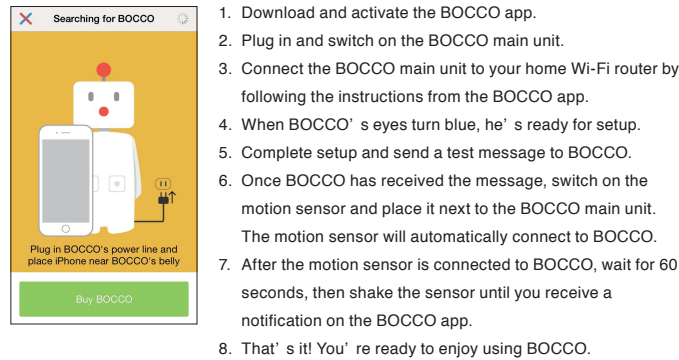 Searching for BOCCO
Plug in BOCCO's power line and
place iPhone near BOCCO's belly
Buy BOCCO
1. Download and activate the BOCCO app.
2. Plug in and switch on the BOCCO main unit.
3. Connect the BOCCO main unit to your home Wi-Fi router by
following the instructions from the BOCCO app.
4. When BOCCO’ s eyes turn blue, he’ s ready for setup.
5. Complete setup and send a test message to BOCCO.
6. Once BOCCO has received the message, switch on the
motion sensor and place it next to the BOCCO main unit.
The motion sensor will automatically connect to BOCCO.
7. After the motion sensor is connected to BOCCO, wait for 60
seconds, then shake the sensor until you receive a
notification on the BOCCO app.
8. That’ s it! You’ re ready to enjoy using BOCCO.